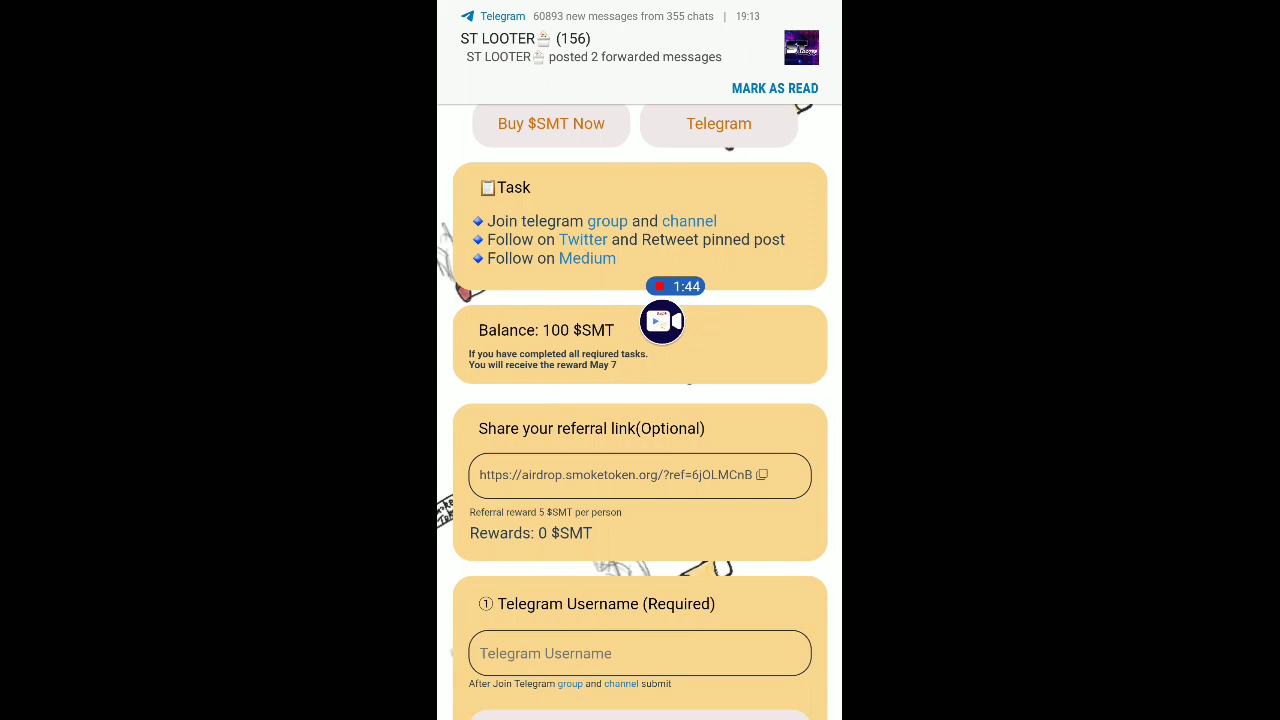 Telegram 60893 new messages from 355 chats | 19:13
ST LOOTER (156)
ST LOOTER posted 2 forwarded messages
MARK AS READ
Buy $SMT Now Telegram
📋Task
🔹Join telegram group and channel
🔹Follow on Twitter and Retweet pinned post
🔹Follow on Medium
1:44
Balance: 100 $SMT
If you have completed all reqiured tasks.
You will receive the reward May 7
Share your referral link(Optional)
https://airdrop.smoketoken.org/?ref=6jOLMCnB
Referral reward 5 $SMT per person
Rewards: 0 $SMT
① Telegram Username (Required)
Telegram Username
After Join Telegram group and channel submit